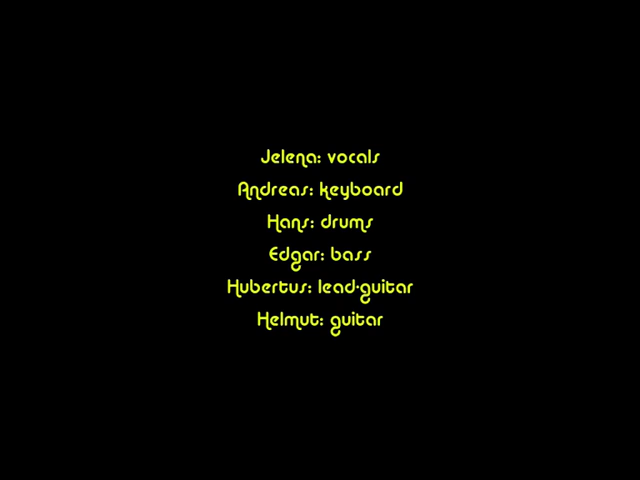 Jelena: vocals
Andreas: keyboard
Hans: drums
Edgar: bass
Hubertus: lead-guitar
Helmut: guitar